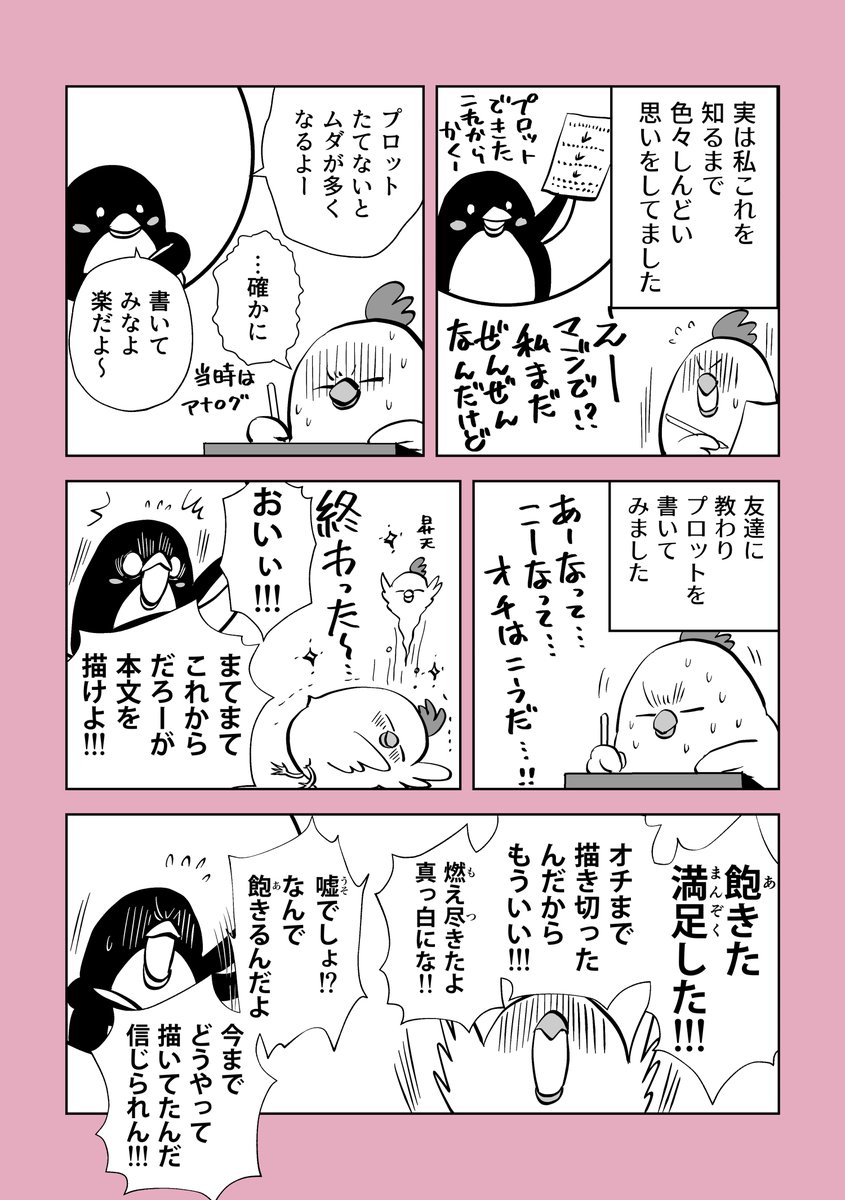 実は私これを
知るまで
色々しんどい
思いをしてました
プロット
できた
これから
かくー
えー
マジで!?
私まだ
ぜんぜん
なんだけど
プロット
たてないと
ムダが多く
なるよー
…確かに
書いて
みなよ
楽だよ〜
当時は
アナログ
友達に
教わり
プロットを
書いて
みました
あーなって…
こーなって…
オチはこうだ…!!
昇天
終わった〜…
おいぃ!!!
まてまて
これから
だろーが
本文を
描けよ!!!
飽きた
満足した!!!
オチまで
描き切った
んだから
もういい!!!
燃え尽きたよ
真っ白にな!!
嘘でしょ!?
なんで
飽きるんだよ
今まで
どうやって
描いてたんだ
信じられん!!!